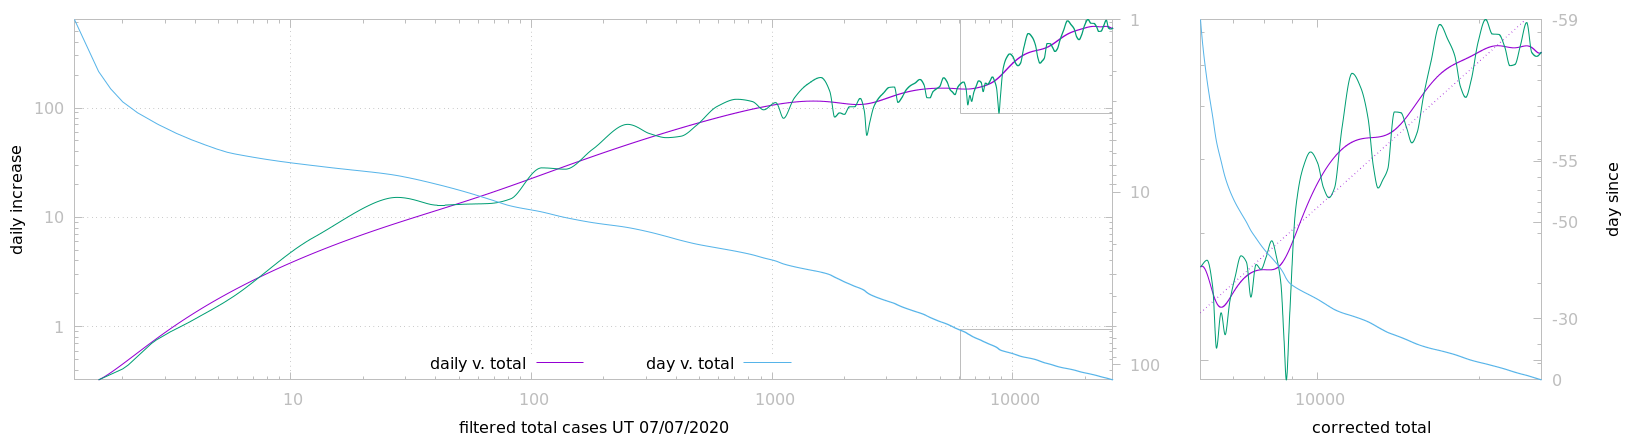 daily increase
100
10
1
daily v. total
day v. total
10
100
1000
10000
filtered total cases UT 07/07/2020
1
10
100
10000
corrected total
-59
-55
-50
-30
0
day since